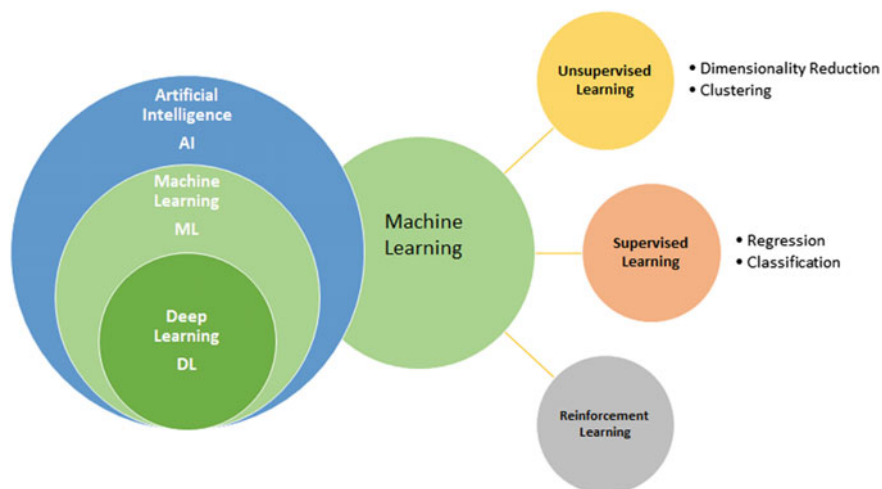 Artificial
Intelligence
AI
Machine
Learning
ML
Deep
Learning
DL
Machine
Learning
Unsupervised
Learning
• Dimensionality Reduction
• Clustering
Supervised
Learning
• Regression
• Classification
Reinforcement
Learning